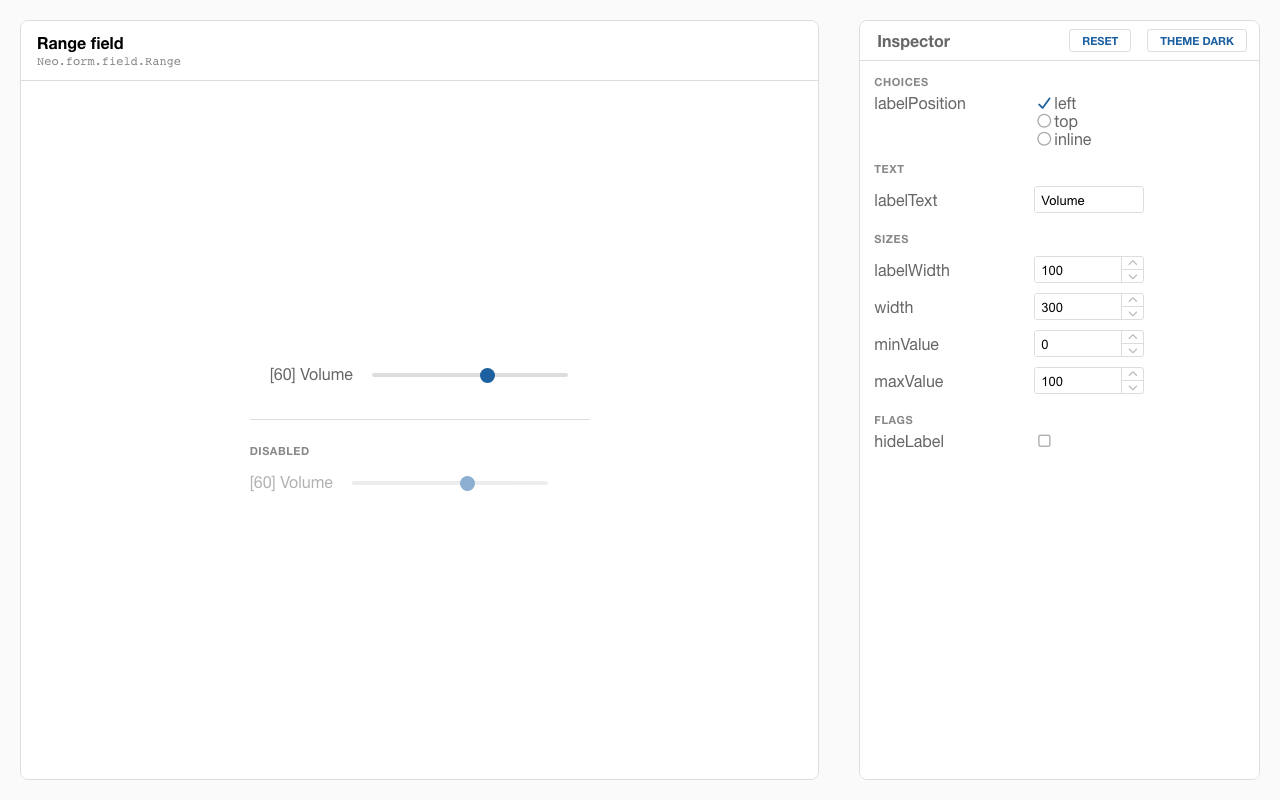 Range field
Neo.form.field.Range
[60] Volume
DISABLED
[60] Volume
Inspector
RESET
THEME DARK
CHOICES
labelPosition
left
top
inline
TEXT
labelText
Volume
SIZES
labelWidth
100
width
300
minValue
0
maxValue
100
FLAGS
hideLabel